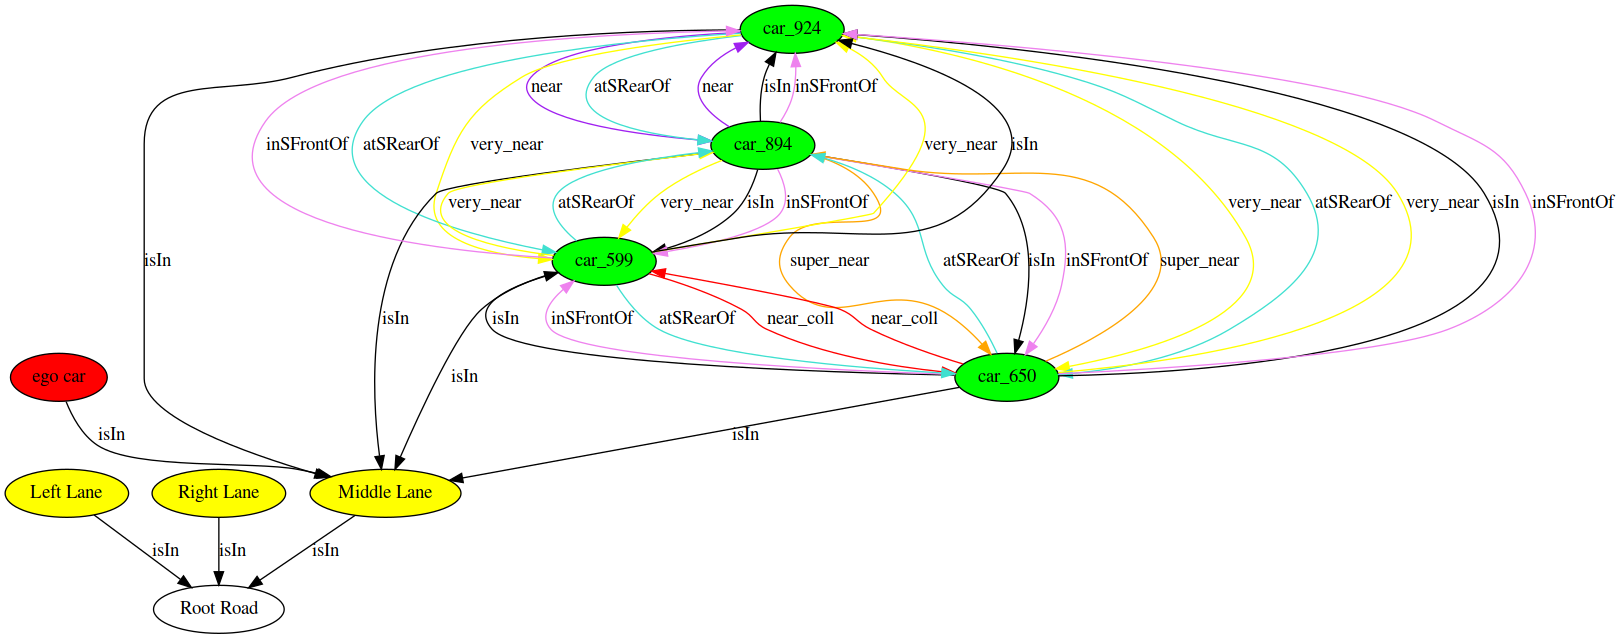 car_924
near
atSRearOf
near
isIn
inSFrontOf
inSFrontOf
atSRearOf
very_near
car_894
very_near
isIn
very_near
atSRearOf
very_near
isIn
inSFrontOf
very_near
atSRearOf
very_near
isIn
inSFrontOf
isIn
car_599
super_near
atSRearOf
isIn
inSFrontOf
super_near
isIn
isIn
inSFrontOf
atSRearOf
near_coll
near_coll
ego car
isIn
car_650
isIn
isIn
Left Lane
Right Lane
Middle Lane
isIn
isIn
isIn
Root Road